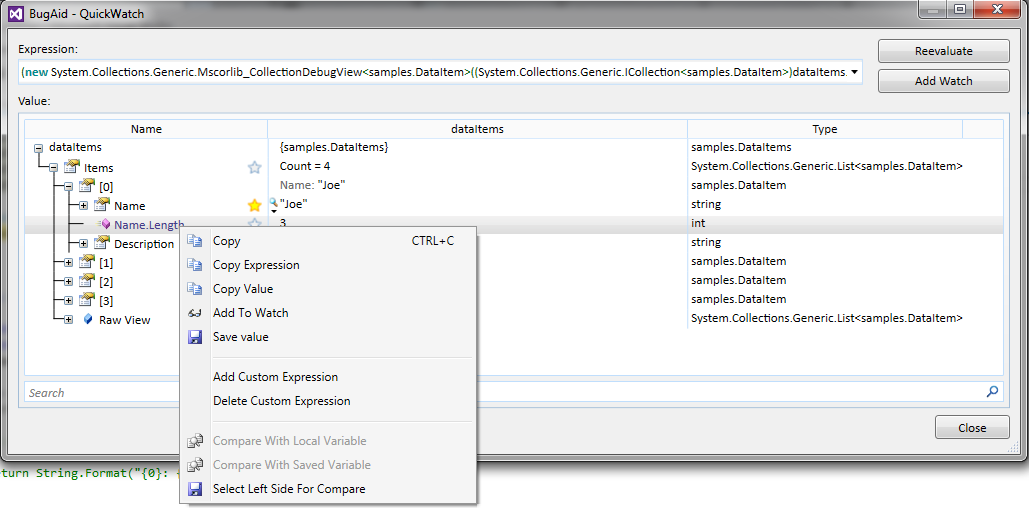 BugAid - QuickWatch
Expression:
Reevaluate
(new System.Collections.Generic.Mscorlib_CollectionDebugView<samples.DataItem>((System.Collections.Generic.ICollection<samples.DataItem>)dataItems.
Add Watch
Value:
Name dataItems Type
dataItems {samples.DataItems} samples.DataItems
Items Count = 4 System.Collections.Generic.List<samples.DataItem>
[0] Name: "Joe" samples.DataItem
Name "Joe" string
Name.Length 3 int
Description string
[1] samples.DataItem
[2] samples.DataItem
[3] samples.DataItem
Raw View System.Collections.Generic.List<samples.DataItem>
Copy CTRL+C
Copy Expression
Copy Value
Add To Watch
Save value
Add Custom Expression
Delete Custom Expression
Compare With Local Variable
Compare With Saved Variable
Select Left Side For Compare
Search
Close
eturn String.Format("{0}: {